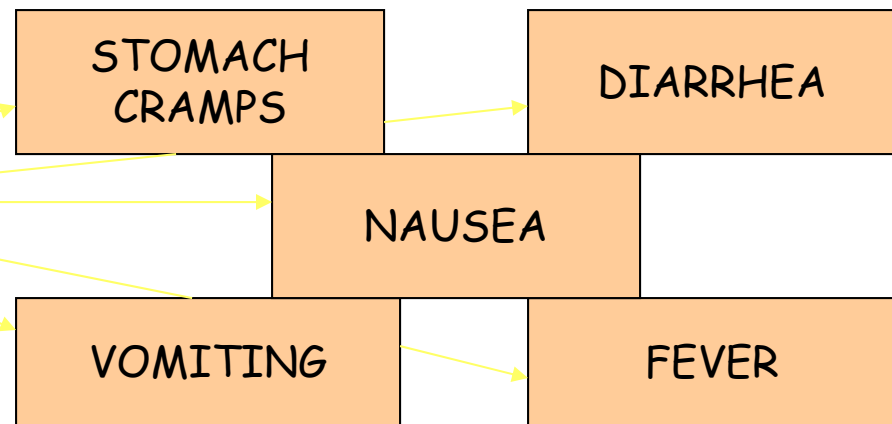 STOMACH
CRAMPS
DIARRHEA
NAUSEA
VOMITING
FEVER